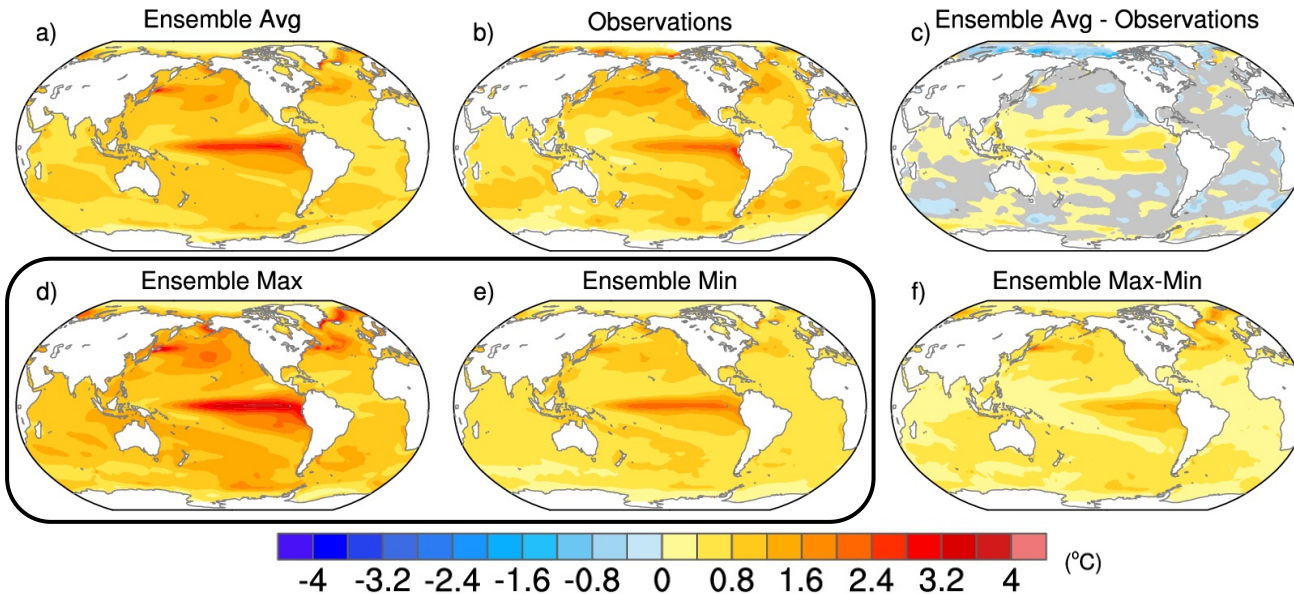 Ensemble Avg
Observations
Ensemble Avg - Observations
a)
b)
c)
Ensemble Max
Ensemble Min
Ensemble Max-Min
d)
e)
f)
-4 -3.2 -2.4 -1.6 -0.8 0 0.8 1.6 2.4 3.2 4 (°C)